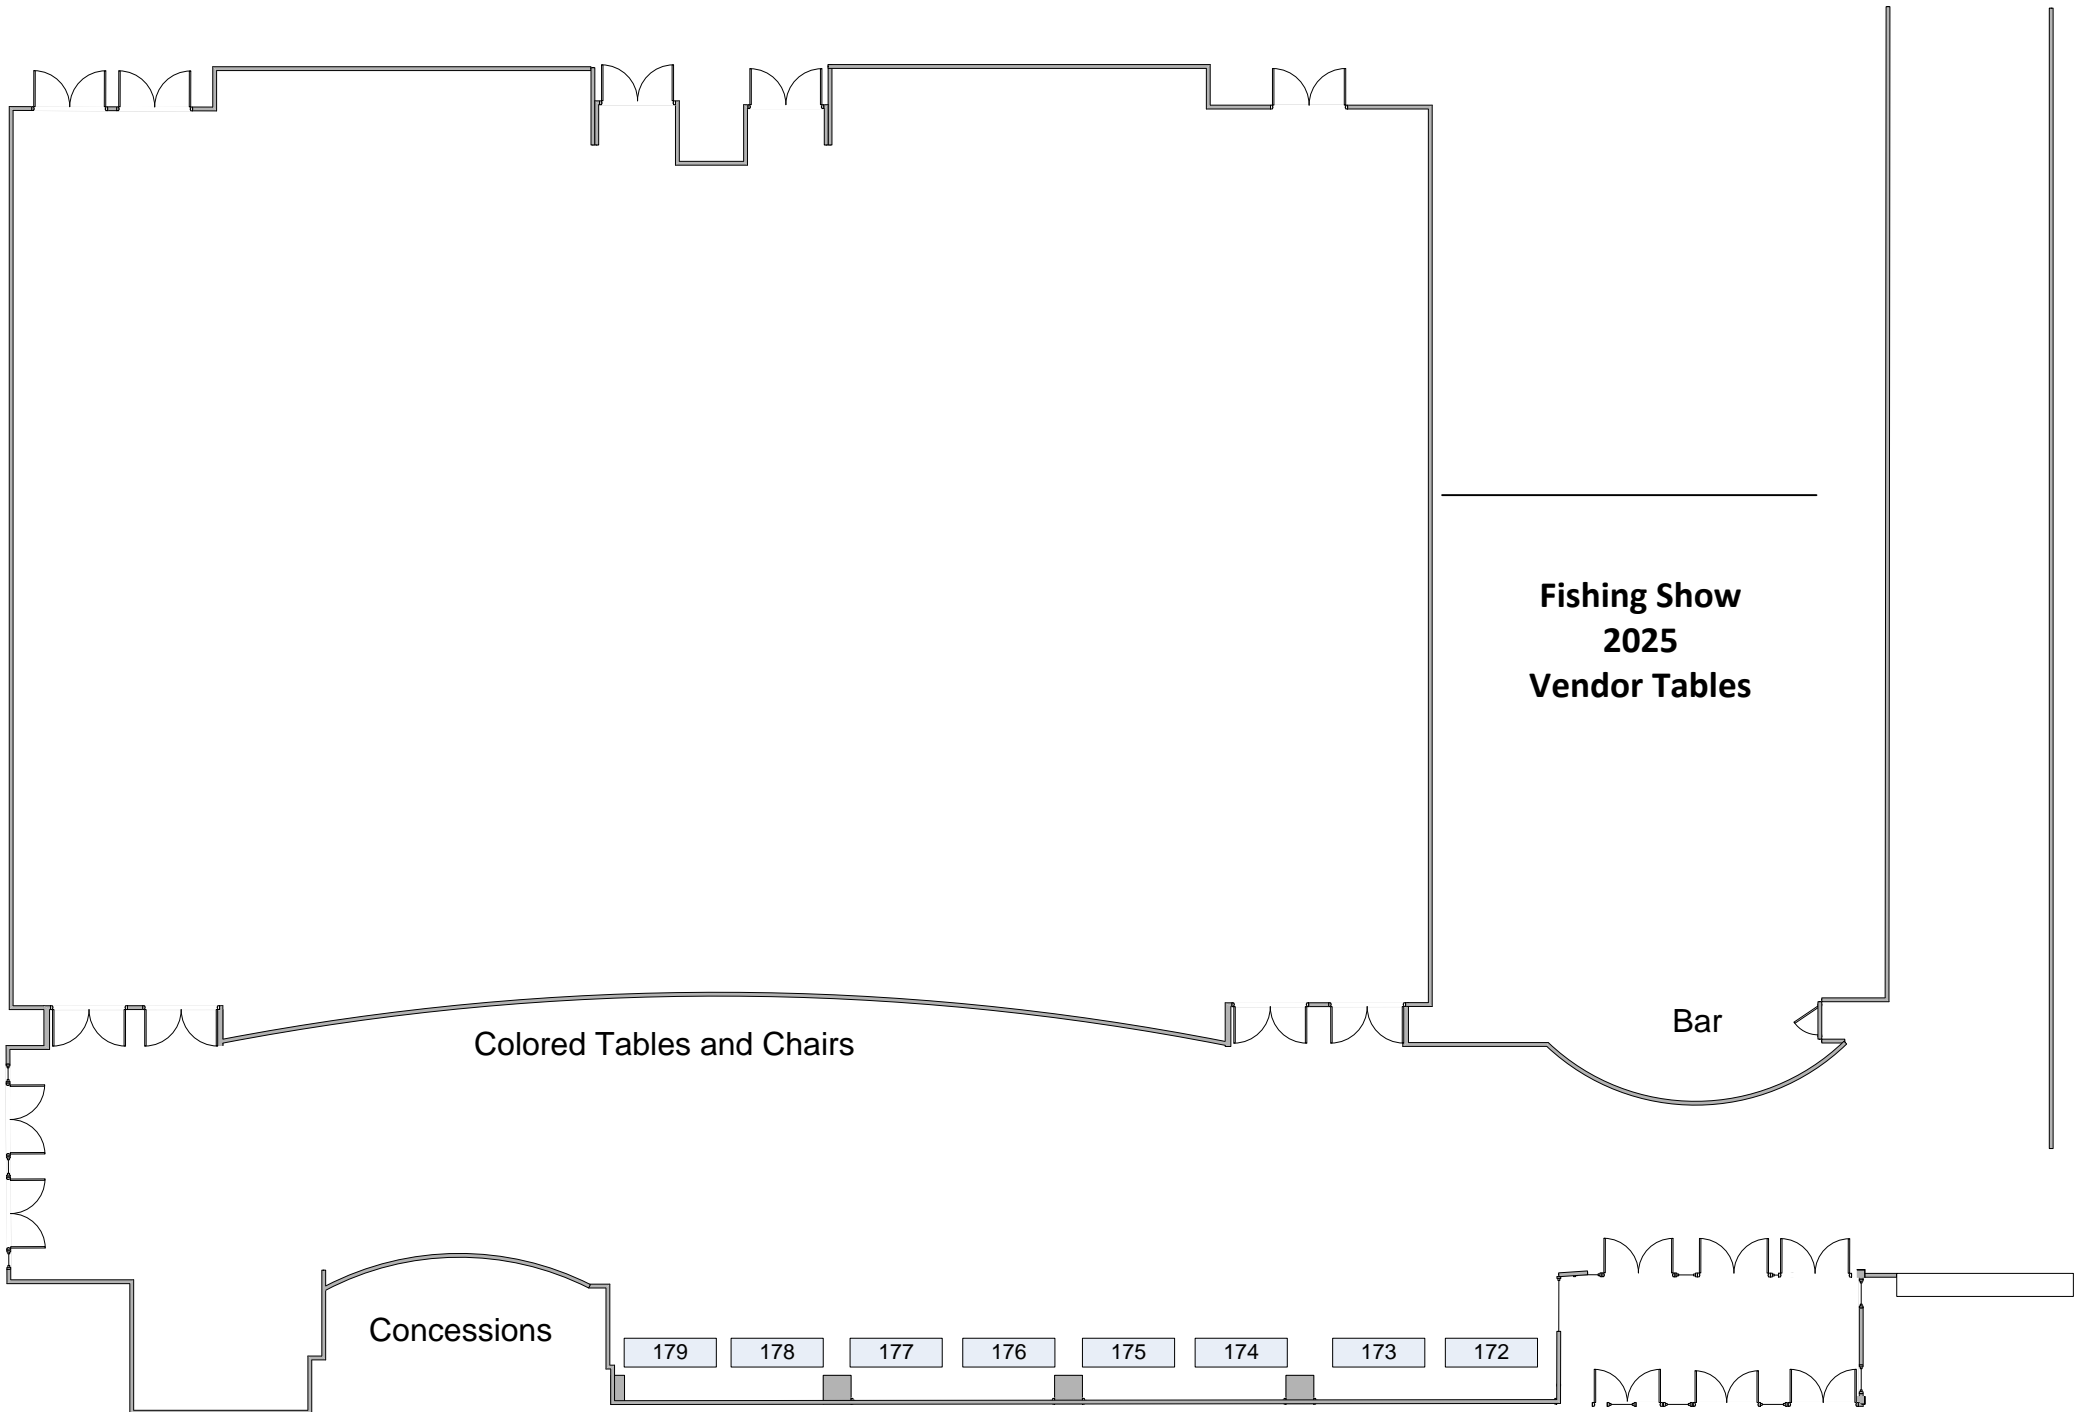 Fishing Show
2025
Vendor Tables
Bar
Colored Tables and Chairs
Concessions
179 178 177 176 175 174 173 172